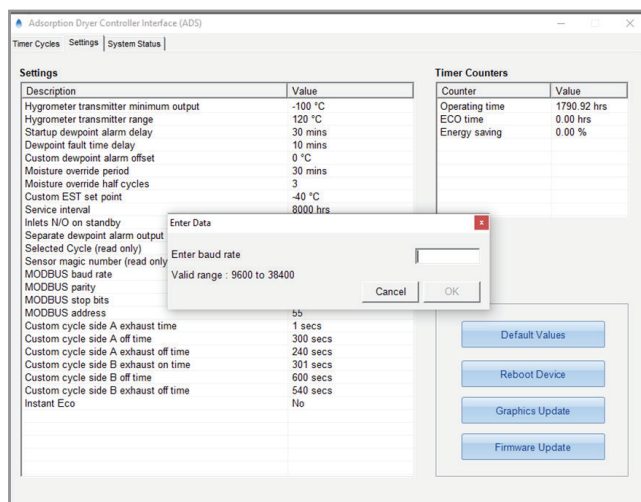 Adsorption Dryer Controller Interface (ADS)
Timer Cycles Settings System Status
Settings
Description Value
Hygrometer transmitter minimum output -100 °C
Hygrometer transmitter range 120 °C
Startup dewpoint alarm delay 30 mins
Dewpoint fault time delay 10 mins
Custom dewpoint alarm offset 0 °C
Moisture override period 30 mins
Moisture override half cycles 3
Custom EST set point -40 °C
Service interval 8000 hrs
Inlets N/O on standby
Separate dewpoint alarm output
Selected Cycle (read only)
Sensor magic number (read only
MODBUS baud rate
MODBUS parity
MODBUS stop bits
MODBUS address 55
Custom cycle side A exhaust time 1 secs
Custom cycle side A off time 300 secs
Custom cycle side A exhaust off time 240 secs
Custom cycle side B exhaust on time 301 secs
Custom cycle side B off time 600 secs
Custom cycle side B exhaust off time 540 secs
Instant Eco No
Timer Counters
Counter Value
Operating time 1790.92 hrs
ECO time 0.00 hrs
Energy saving 0.00 %
Enter Data
Enter baud rate
Valid range : 9600 to 38400
Cancel OK
Default Values
Reboot Device
Graphics Update
Firmware Update